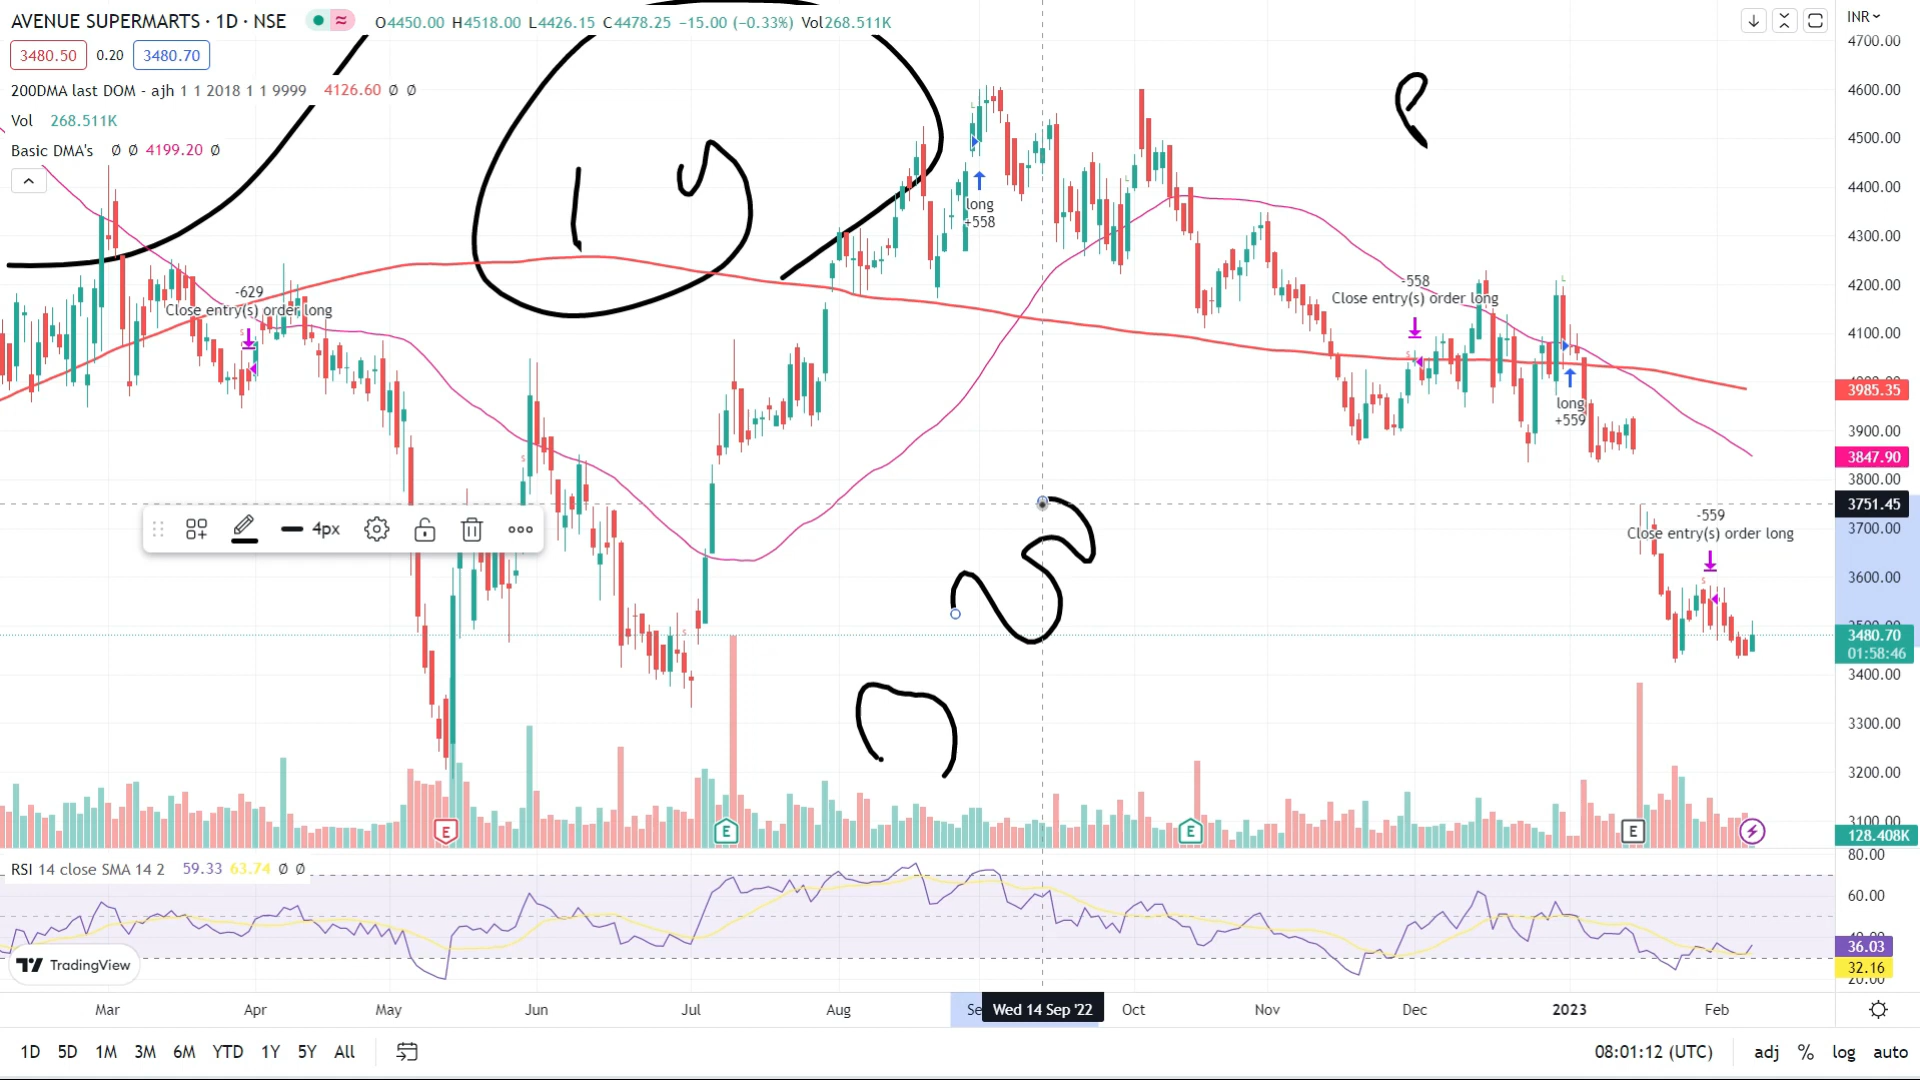 AVENUE SUPERMARTS · 1D · NSE O4450.00 H4518.00 L4426.15 C4478.25 −15.00 (−0.33%) Vol268.511K
INR
3480.50 0.20 3480.70
200DMA last DOM - ajh 1 1 2018 1 1 9999 4126.60 Ø Ø
Vol 268.511K
Basic DMA's Ø Ø 4199.20 Ø
4700.00
4600.00
4500.00
4400.00
4300.00
4200.00
4100.00
3985.35
3900.00
3847.90
3800.00
3751.45
3700.00
3600.00
3480.70
01:58:46
3400.00
3300.00
3200.00
128.408K
1 y
long
+558
-629
Close entry(s) order long
-558
Close entry(s) order long
long
+559
-559
Close entry(s) order long
4px
E E E E
RSI 14 close SMA 14 2 59.33 63.74 Ø Ø
80.00
60.00
36.03
32.16
20.00
TradingView
Mar Apr May Jun Jul Aug Wed 14 Sep '22 Oct Nov Dec 2023 Feb
1D 5D 1M 3M 6M YTD 1Y 5Y All 08:01:12 (UTC) adj % log auto